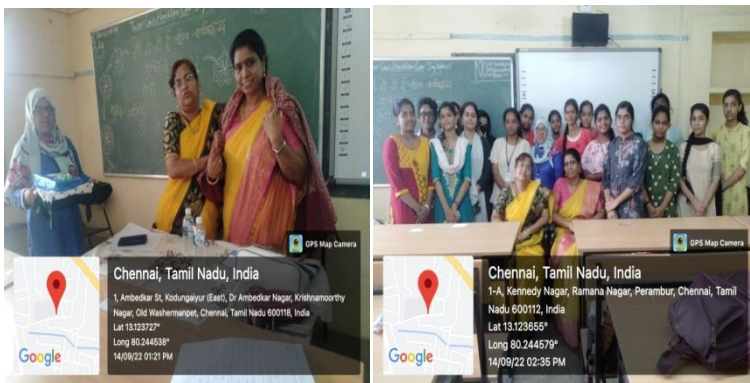 GPS Map Camera
Chennai, Tamil Nadu, India
1, Ambedkar St, Kodungaiyur (East), Dr Ambedkar Nagar, Krishnamoorthy
Nagar, Old Washermanpet, Chennai, Tamil Nadu 600118, India
Lat 13.123727°
Long 80.244538°
14/09/22 01:21 PM
Google
GPS Map Camera
Chennai, Tamil Nadu, India
1-A, Kennedy Nagar, Ramana Nagar, Perambur, Chennai, Tamil
Nadu 600112, India
Lat 13.123655°
Long 80.244579°
14/09/22 02:35 PM
Google